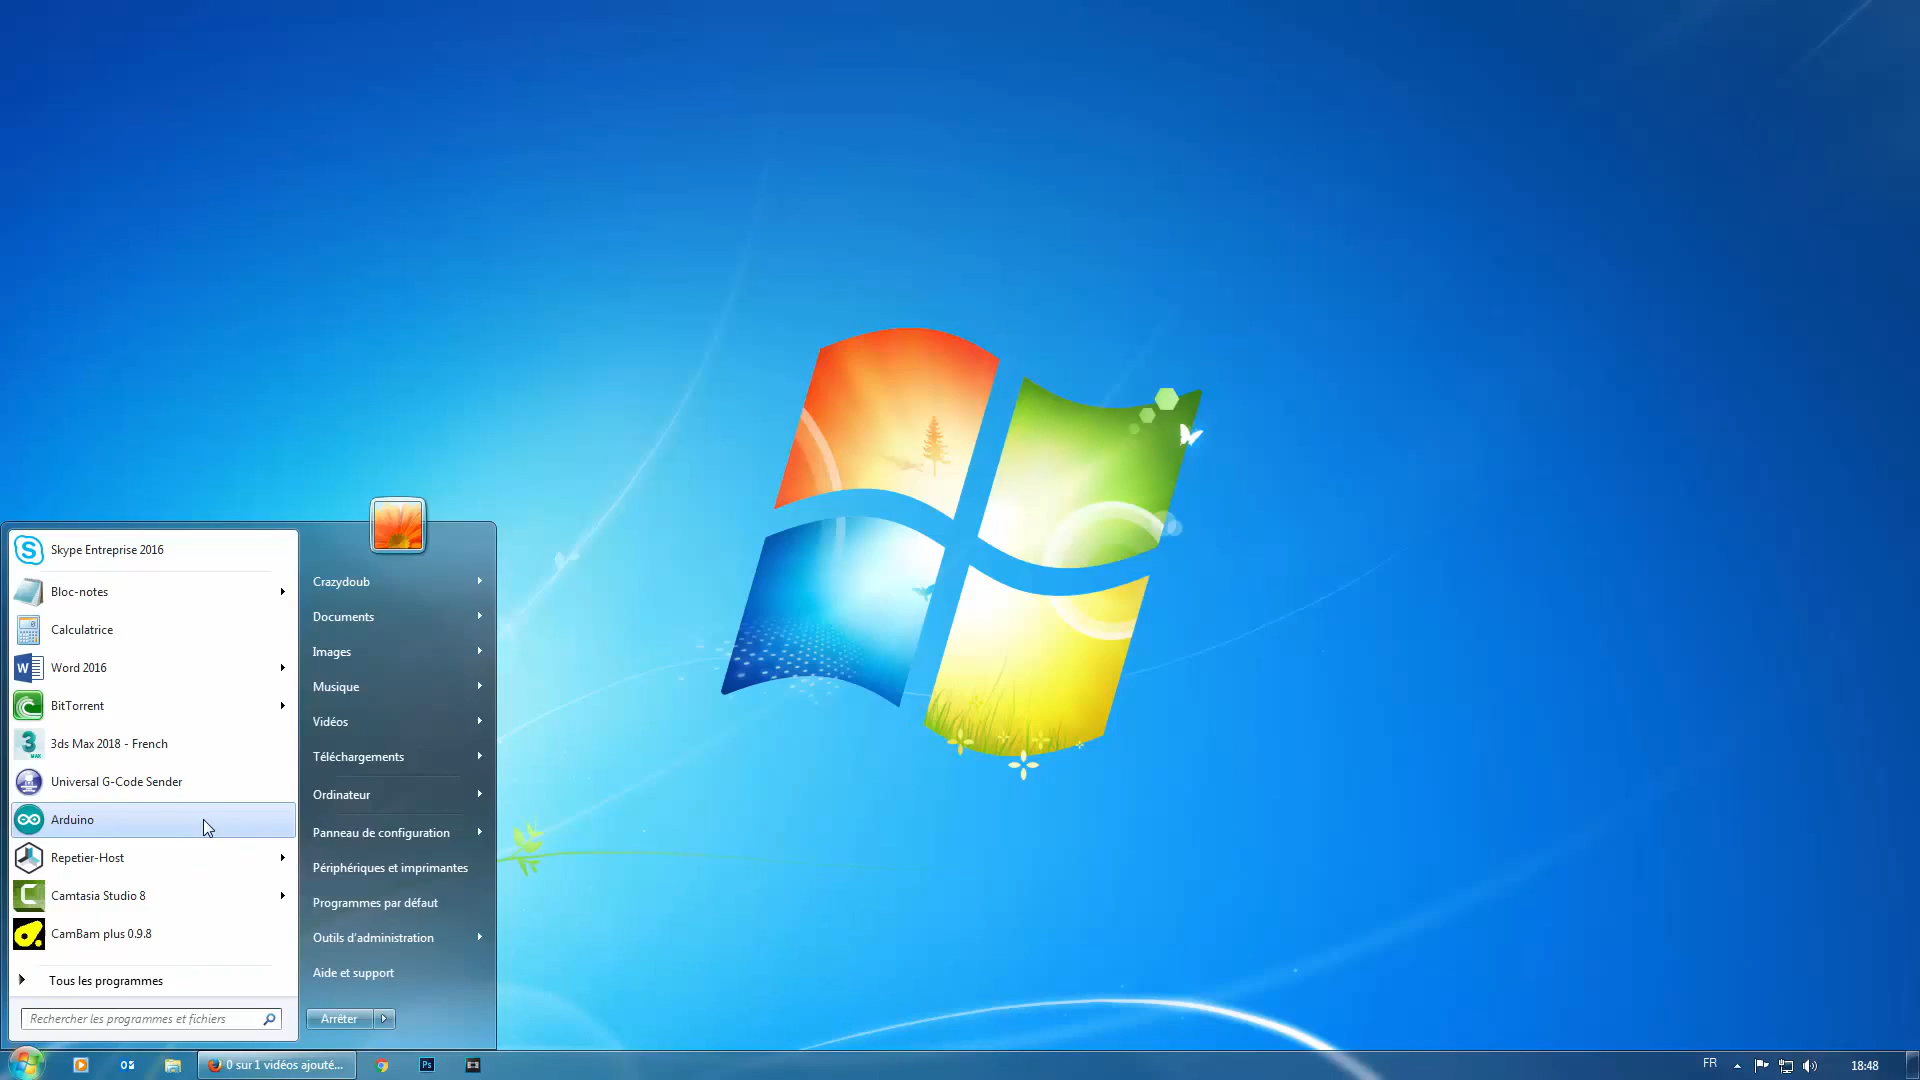 Skype Entreprise 2016
Bloc-notes
Calculatrice
Word 2016
BitTorrent
3ds Max 2018 - French
Universal G-Code Sender
Arduino
Repetier-Host
Camtasia Studio 8
CamBam plus 0.9.8
Tous les programmes
Rechercher les programmes et fichiers
Crazydoub
Documents
Images
Musique
Vidéos
Téléchargements
Ordinateur
Panneau de configuration
Périphériques et imprimantes
Programmes par défaut
Outils d'administration
Aide et support
Arrêter
0 sur 1 vidéos ajouté...
Ps
FR
18:48